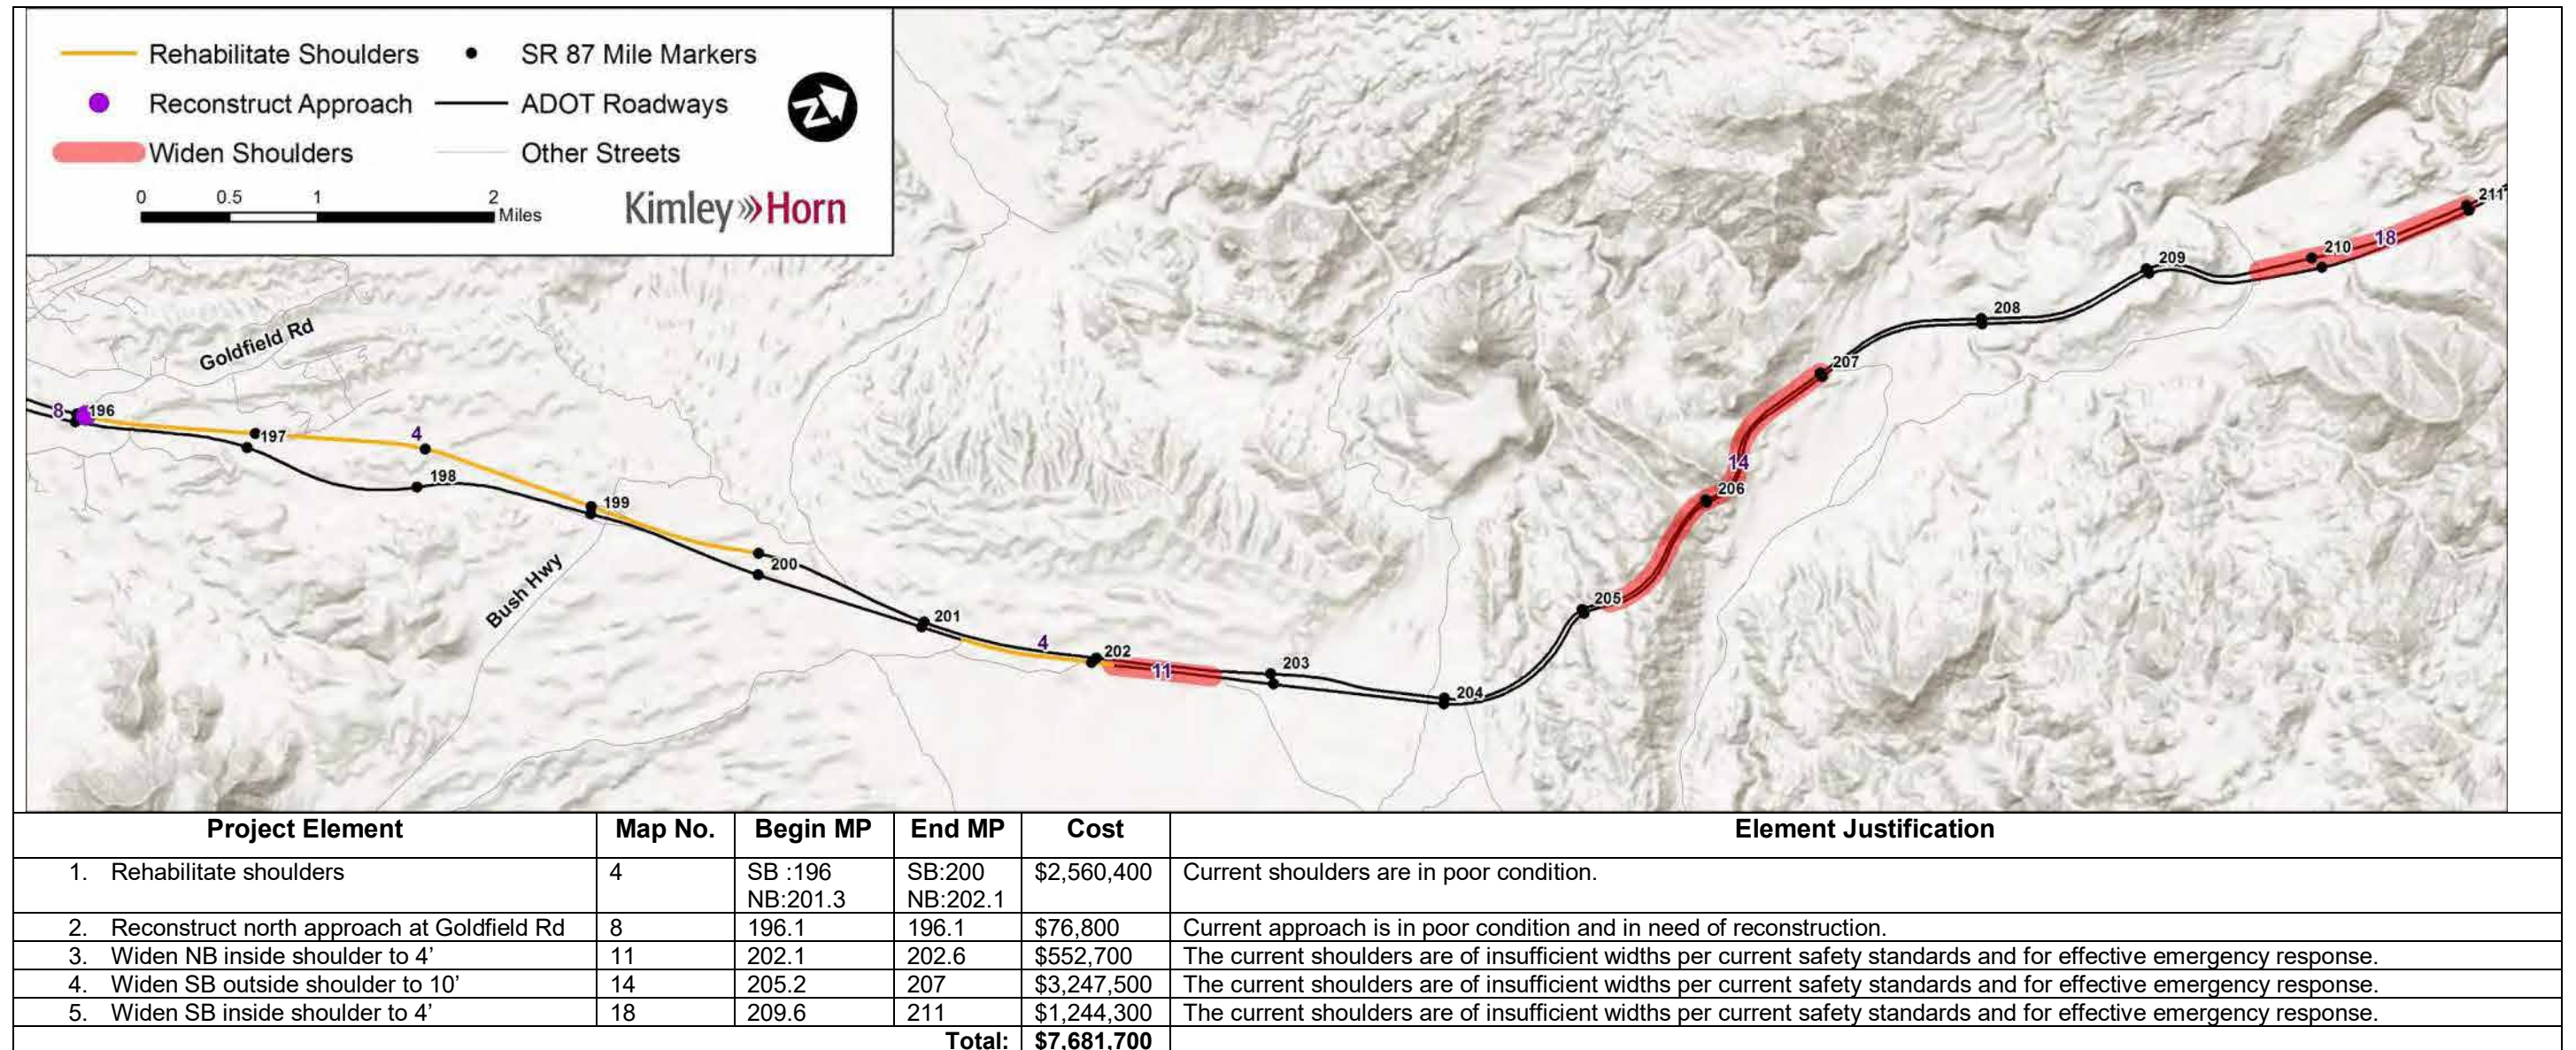 Rehabilitate Shoulders
SR 87 Mile Markers
Reconstruct Approach
ADOT Roadways
Widen Shoulders
Other Streets
N
0 0.5 1 2
Miles
Kimley»Horn
211
18
210
209
208
207
Goldfield Rd
8
196
197
4
198
14
206
199
200
Bush Hwy
205
201
4
202
11
203
204
Project Element Map No. Begin MP End MP Cost Element Justification
1. Rehabilitate shoulders 4 SB :196 SB:200 $2,560,400 Current shoulders are in poor condition.
NB:201.3 NB:202.1
2. Reconstruct north approach at Goldfield Rd 8 196.1 196.1 $76,800 Current approach is in poor condition and in need of reconstruction.
3. Widen NB inside shoulder to 4’ 11 202.1 202.6 $552,700 The current shoulders are of insufficient widths per current safety standards and for effective emergency response.
4. Widen SB outside shoulder to 10’ 14 205.2 207 $3,247,500 The current shoulders are of insufficient widths per current safety standards and for effective emergency response.
5. Widen SB inside shoulder to 4’ 18 209.6 211 $1,244,300 The current shoulders are of insufficient widths per current safety standards and for effective emergency response.
Total: $7,681,700